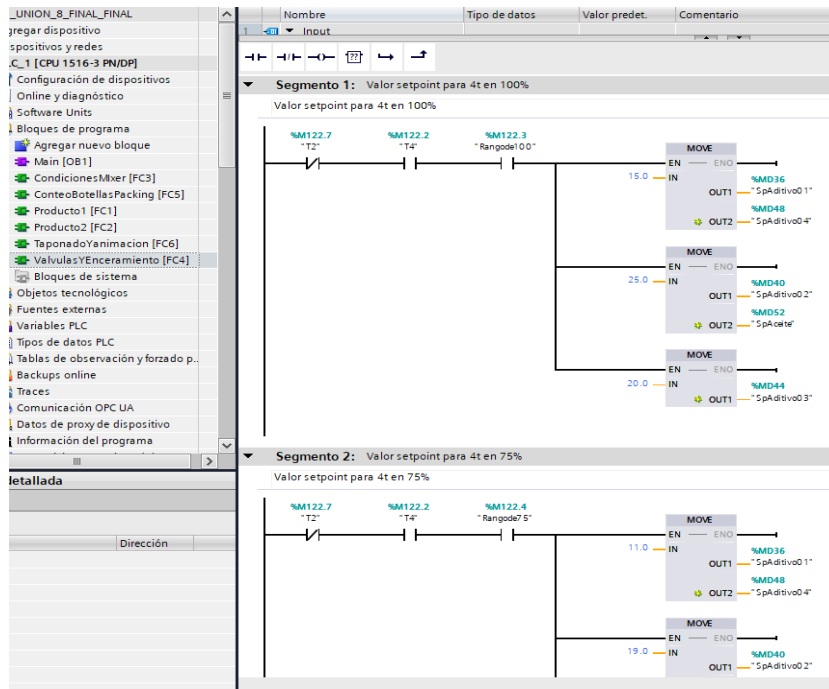 _UNION_8_FINAL_FINAL
gregar dispositivo
spositivos y redes
.C_1 [CPU 1516-3 PN/DP]
Configuración de dispositivos
Online y diagnóstico
Software Units
Bloques de programa
Agregar nuevo bloque
Main [OB1]
CondicionesMIxer [FC3]
ConteoBotellasPacking [FC5]
Producto1 [FC1]
Producto2 [FC2]
TaponadoYanimacion [FC6]
ValvulasYEnceramiento [FC4]
Bloques de sistema
Objetos tecnológicos
Fuentes externas
Variables PLC
Tipos de datos PLC
Tablas de observación y forzado p..
Backups online
Traces
Comunicación OPC UA
Datos de proxy de dispositivo
Información del programa
detallada
Dirección
Nombre Tipo de datos Valor predet. Comentario
1 Input
??
Segmento 1: Valor setpoint para 4t en 100%
Valor setpoint para 4t en 100%
%M122.7 %M122.2 %M122.3
"T2" "T4" "Rangode100"
MOVE
EN ENO
15.0 IN %MD36
OUT1 "SpAditivo01"
%MD48
OUT2 "SpAditivo04"
MOVE
EN ENO
25.0 IN %MD40
OUT1 "SpAditivo02"
%MD52
OUT2 "SpAceite"
MOVE
EN ENO
20.0 IN %MD44
OUT1 "SpAditivo03"
Segmento 2: Valor setpoint para 4t en 75%
Valor setpoint para 4t en 75%
%M122.7 %M122.2 %M122.4
"T2" "T4" "Rangode75"
MOVE
EN ENO
11.0 IN %MD36
OUT1 "SpAditivo01"
%MD48
OUT2 "SpAditivo04"
MOVE
EN ENO
19.0 IN %MD40
OUT1 "SpAditivo02"